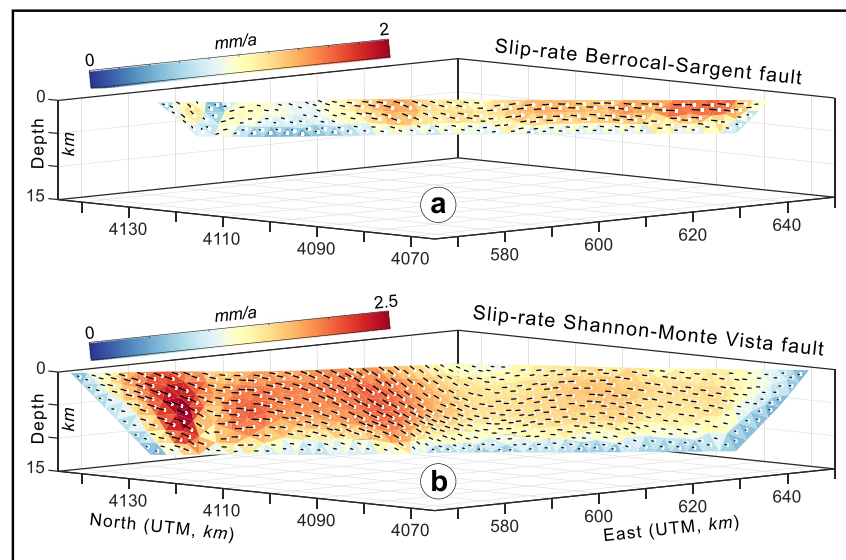 0 mm/a 2
Slip-rate Berrocal-Sargent fault
0
Depth
km
15
a
4130 4110 4090 4070 580 600 620 640
0 mm/a 2.5
Slip-rate Shannon-Monte Vista fault
0
Depth
km
15
b
4130 4110 4090 4070 580 600 620 640
North (UTM, km) East (UTM, km)